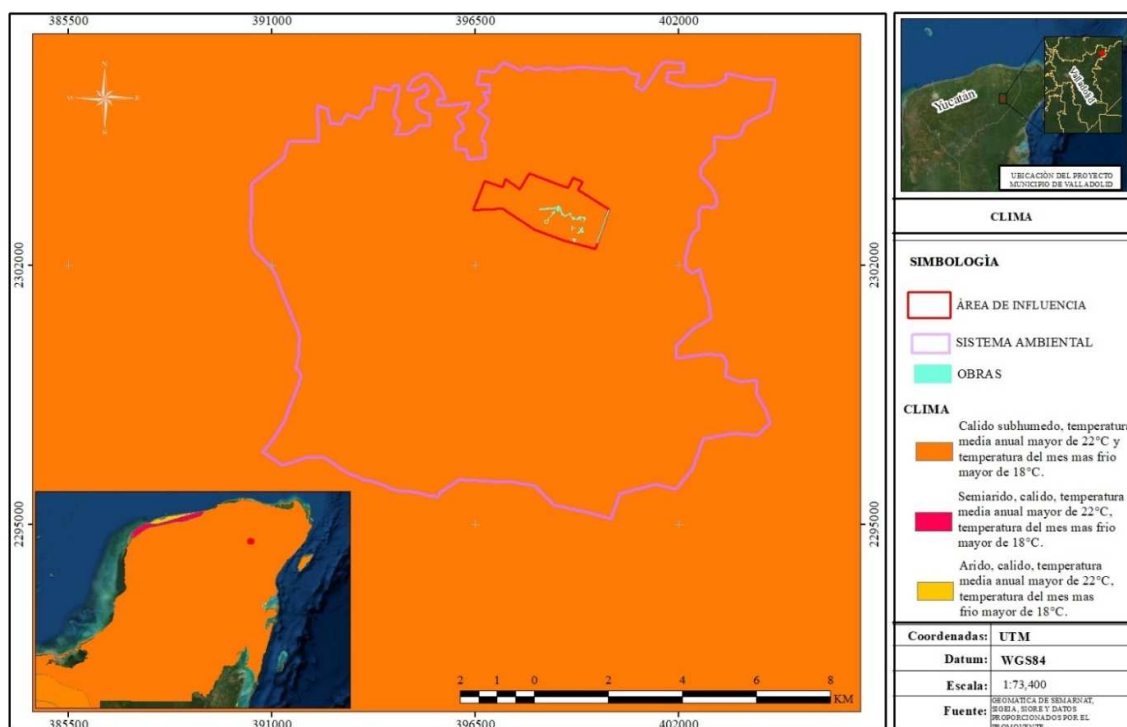 385500 391000 396500 402000
2302000
2295000
N
S
2 1 0 2 4 6 8
KM
385500 391000 396500 402000
2302000
2295000
Yucatán
Valladolid
UBICACIÒN DEL PROYECTO
MUNICIPIO DE VALLADOLID
CLIMA
SIMBOLOGÌA
ÀREA DE INFLUENCIA
SISTEMA AMBIENTAL
OBRAS
CLIMA
Calido subhumedo, temperatura
media anual mayor de 22°C y
temperatura del mes mas frio
mayor de 18°C.
Semiarido, calido, temperatura
media anual mayor de 22°C,
temperatura del mes mas frio
mayor de 18°C.
Arido, calido, temperatura
media anual mayor de 22°C,
temperatura del mes mas
frio mayor de 18°C.
Coordenadas: UTM
Datum: WGS84
Escala: 1:73,400
Fuente:
GEOMATICA DE SEMARNAT,
SIORE Y DATOS
PROPORCIONADOS POR EL